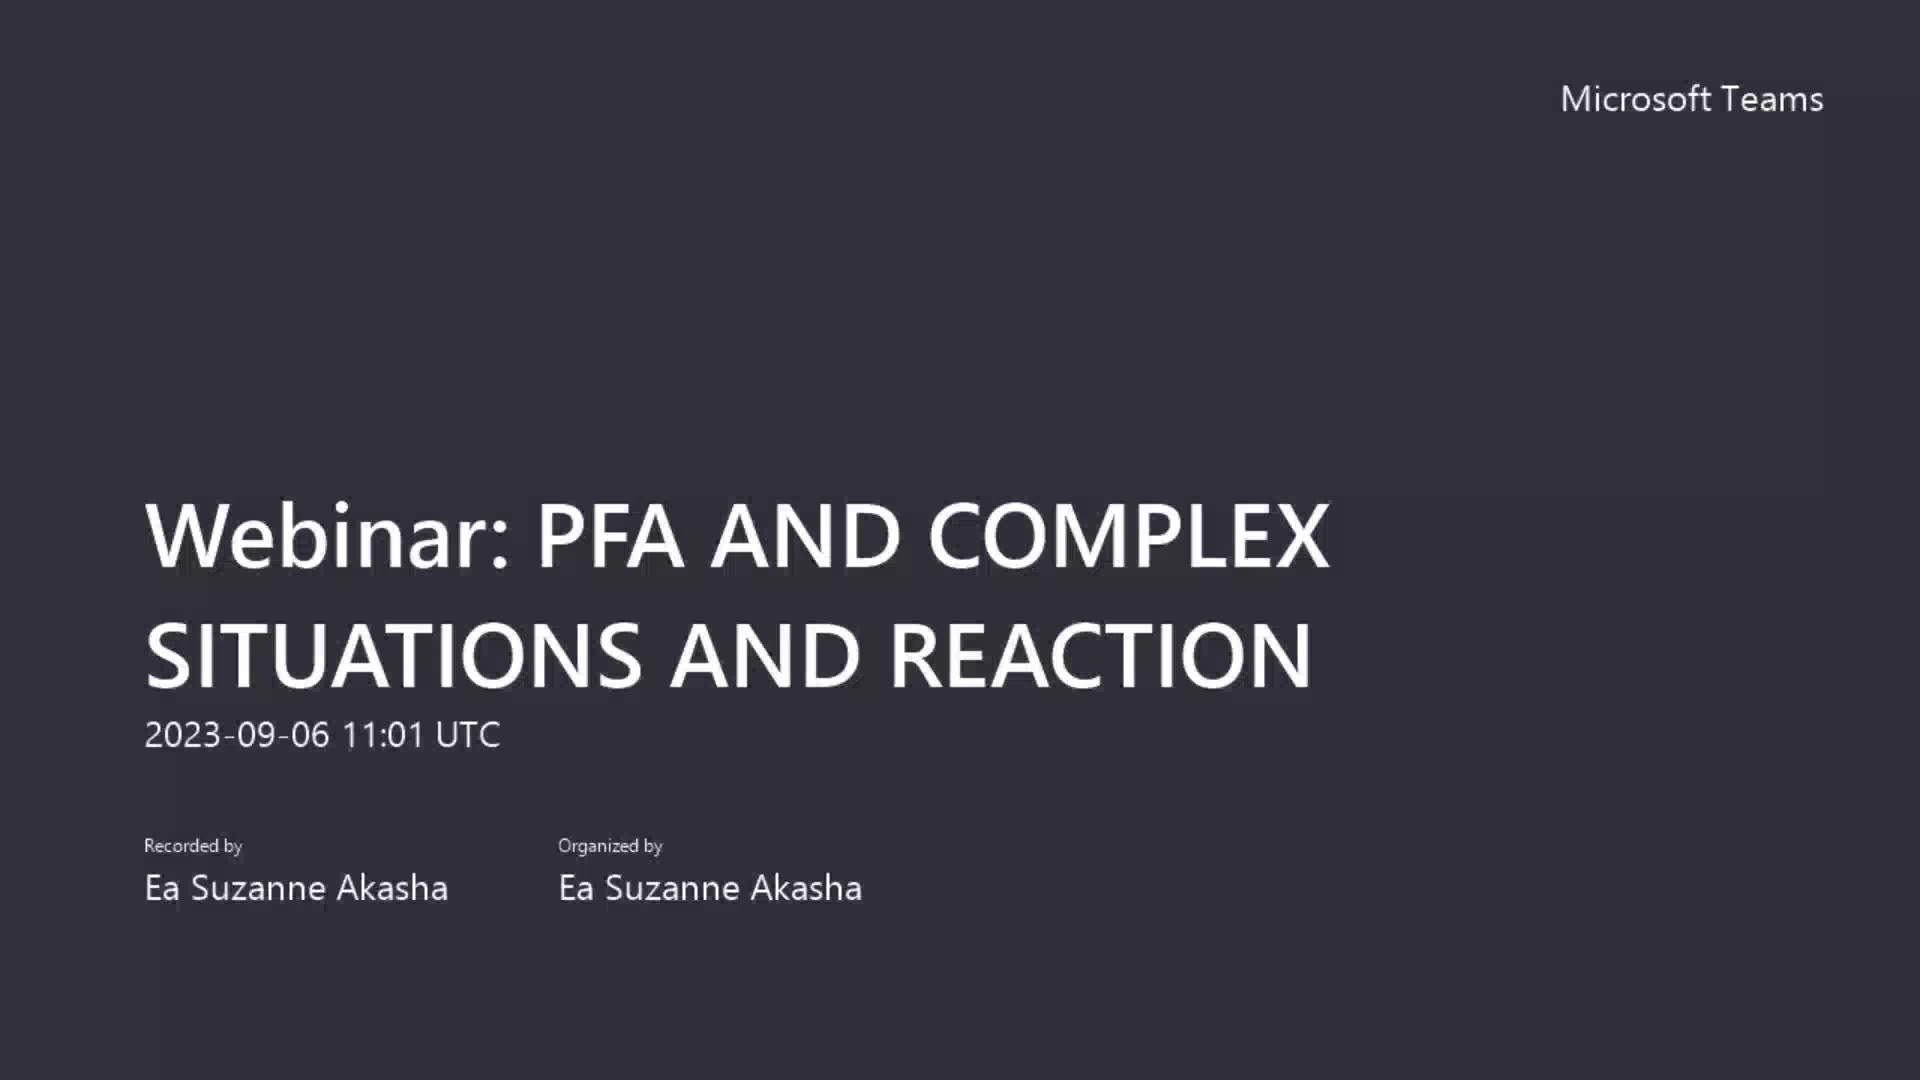 Microsoft Teams
Webinar: PFA AND COMPLEX
SITUATIONS AND REACTION
2023-09-06 11:01 UTC
Recorded by
Ea Suzanne Akasha
Organized by
Ea Suzanne Akasha